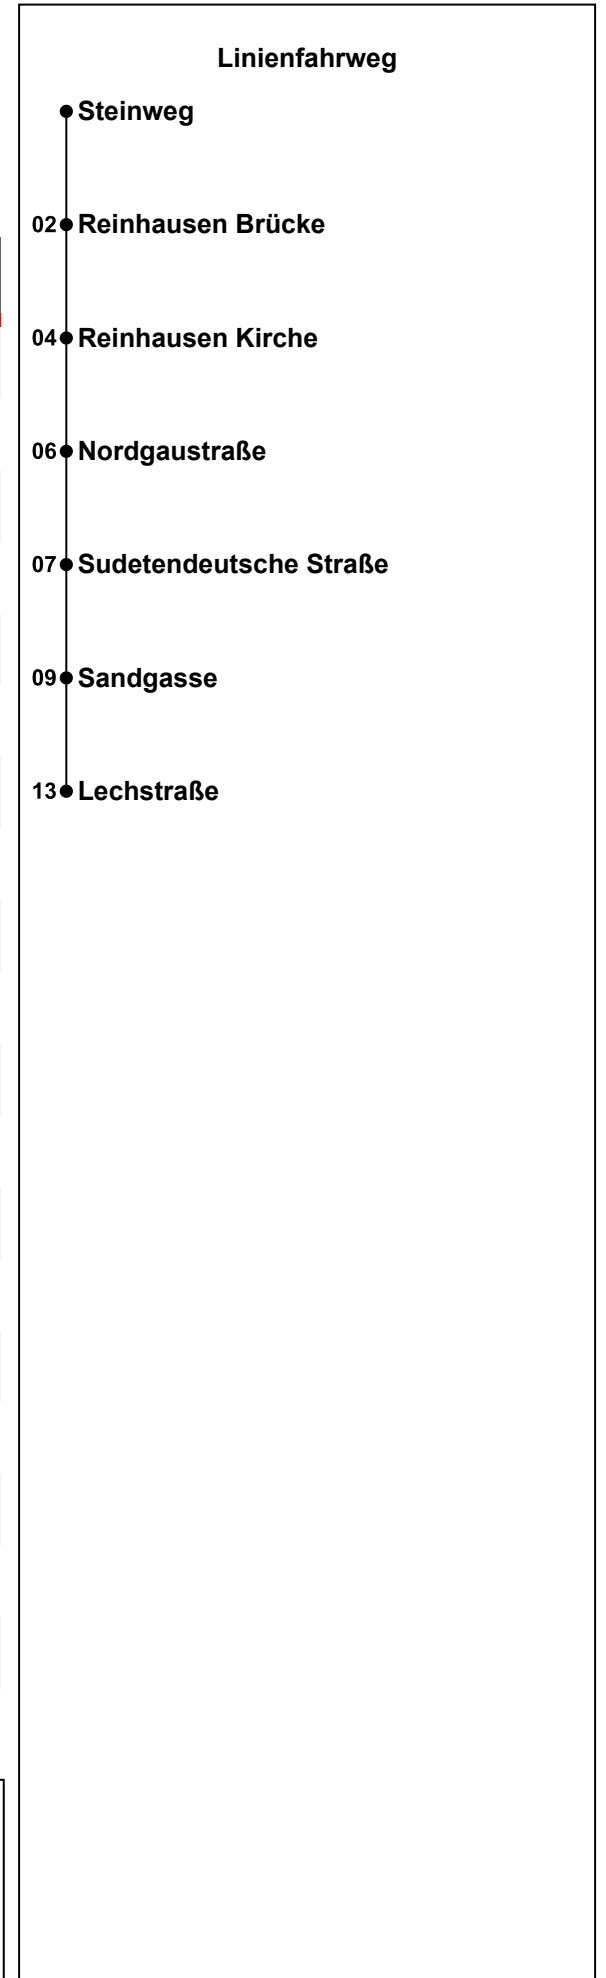 Linienfahrweg
Steinweg
02 Reinhausen Brücke
04 Reinhausen Kirche
06 Nordgaustraße
07 Sudetendeutsche Straße
09 Sandgasse
13 Lechstraße